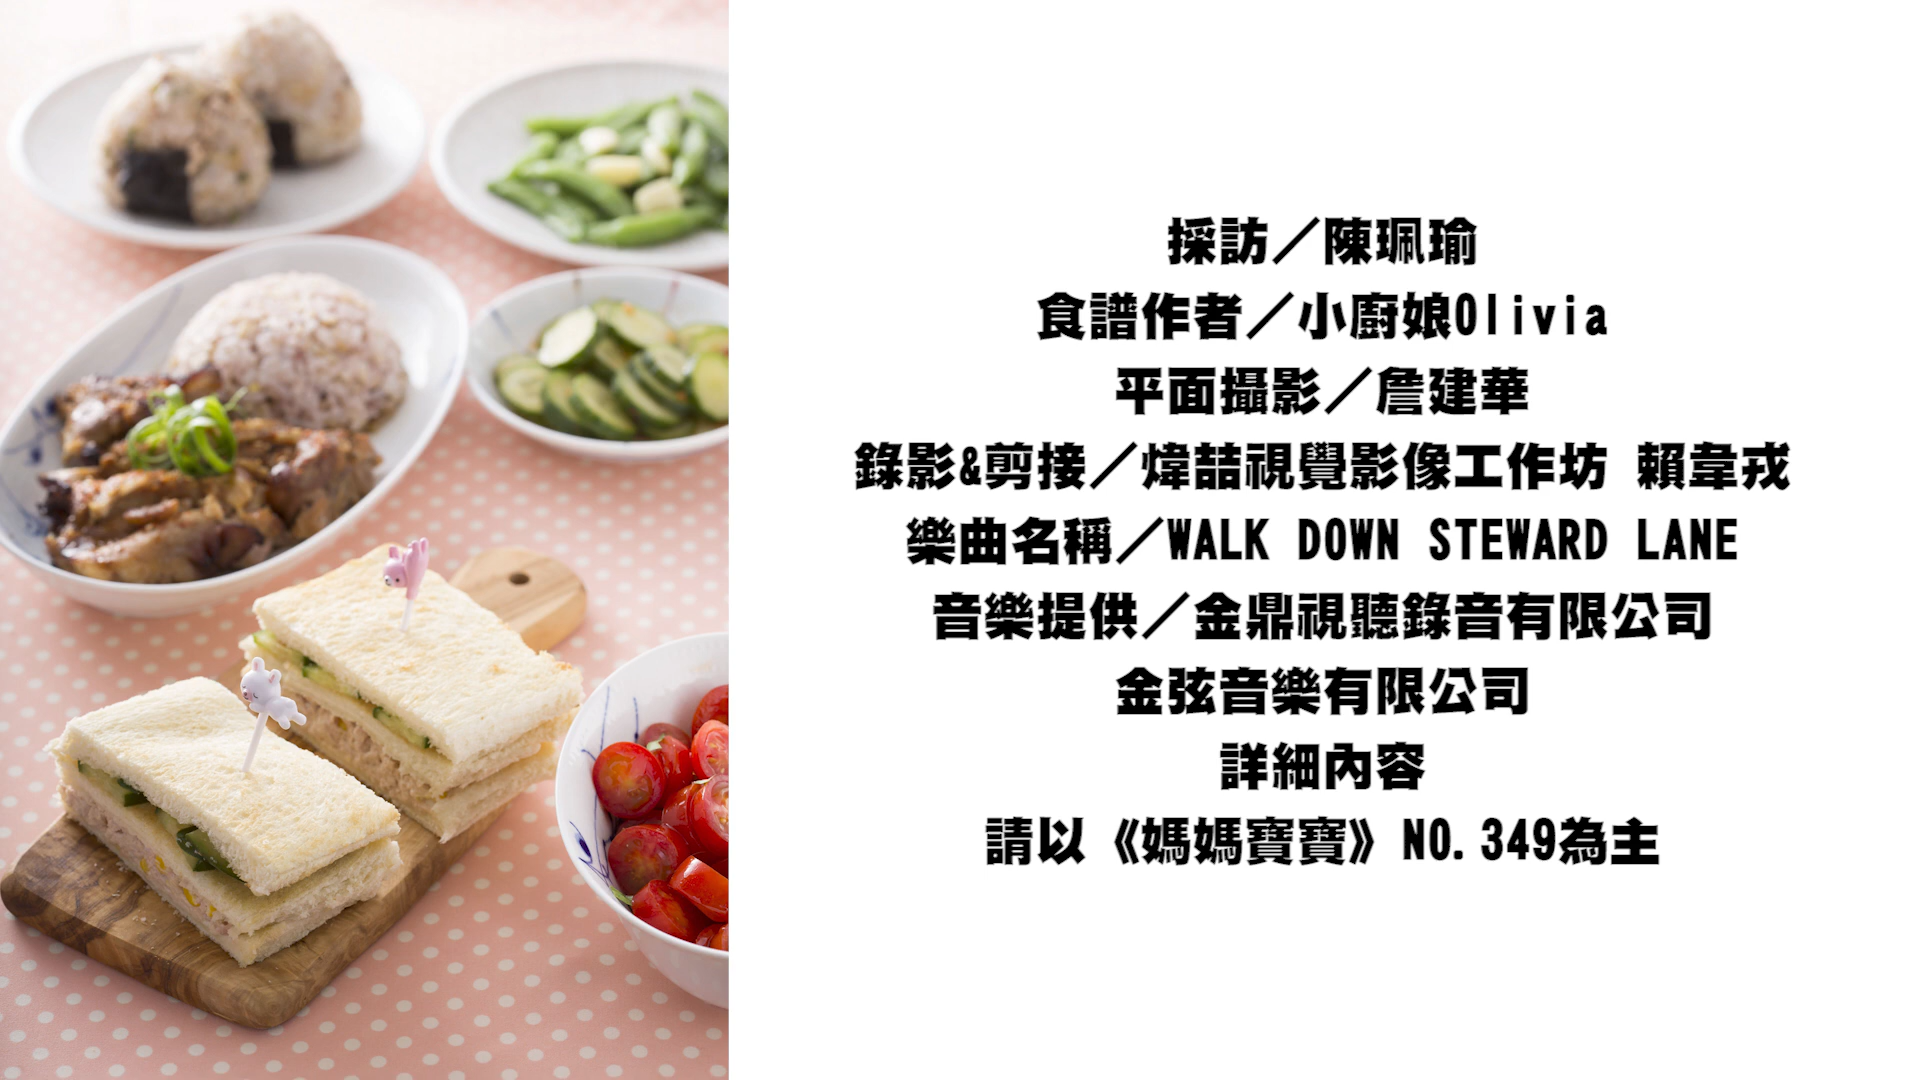 採訪／陳珮瑜
食譜作者／小廚娘Olivia
平面攝影／詹建華
錄影&剪接／煒喆視覺影像工作坊 賴韋戎
樂曲名稱／WALK DOWN STEWARD LANE
音樂提供／金鼎視聽錄音有限公司
金弦音樂有限公司
詳細內容
請以《媽媽寶寶》NO.349為主